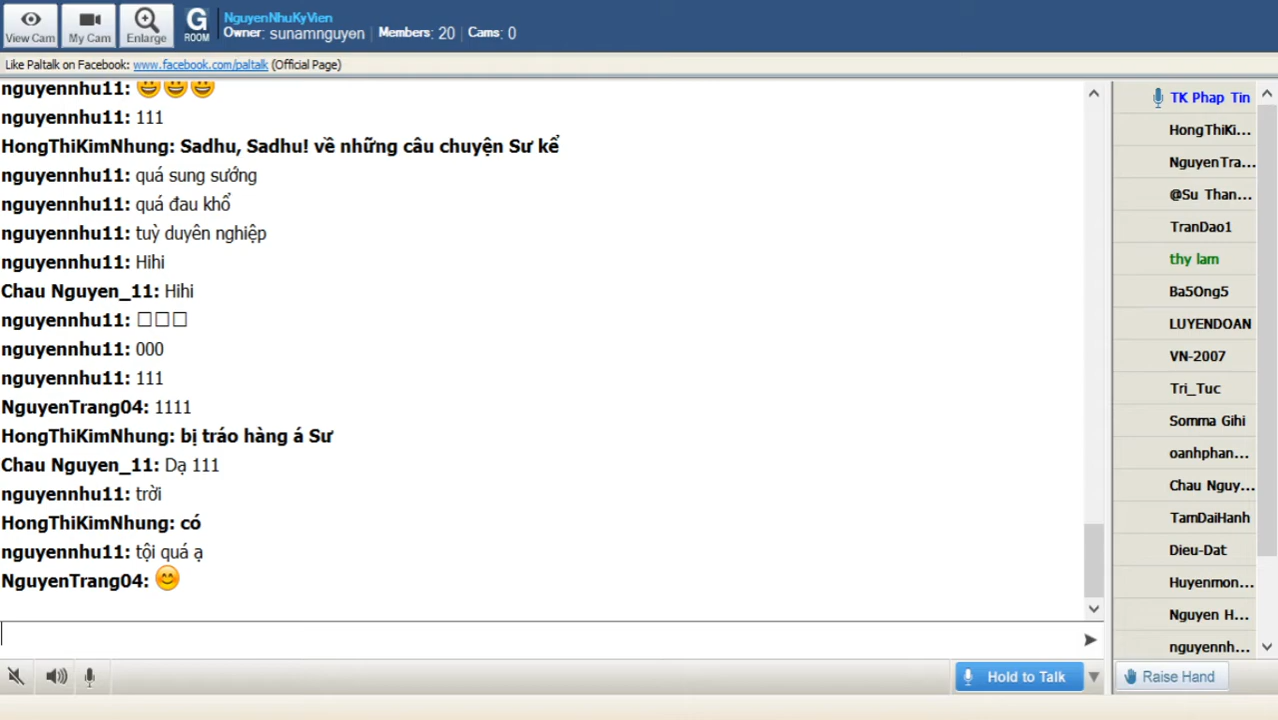 View Cam
My Cam
Enlarge
G
ROOM
NguyenNhuKyVien
Owner: sunamnguyen | Members: 20 | Cams: 0
Like Paltalk on Facebook: www.facebook.com/paltalk (Official Page)
nguyennhu11: 😀😀😀
nguyennhu11: 111
HongThiKimNhung: Sadhu, Sadhu! về những câu chuyện Sư kể
nguyennhu11: quá sung sướng
nguyennhu11: quá đau khổ
nguyennhu11: tuỳ duyên nghiệp
nguyennhu11: Hihi
Chau Nguyen_11: Hihi
nguyennhu11: □□□
nguyennhu11: 000
nguyennhu11: 111
NguyenTrang04: 1111
HongThiKimNhung: bị tráo hàng á Sư
Chau Nguyen_11: Dạ 111
nguyennhu11: trời
HongThiKimNhung: có
nguyennhu11: tội quá ạ
NguyenTrang04: 😊
TK Phap Tin
HongThiKi...
NguyenTra...
@Su Than...
TranDao1
thy lam
Ba5Ong5
LUYENDOAN
VN-2007
Tri_Tuc
Somma Gihi
oanhphan...
Chau Nguy...
TamDaiHanh
Dieu-Dat
Huyenmon...
Nguyen H...
nguyennh...
Hold to Talk
Raise Hand